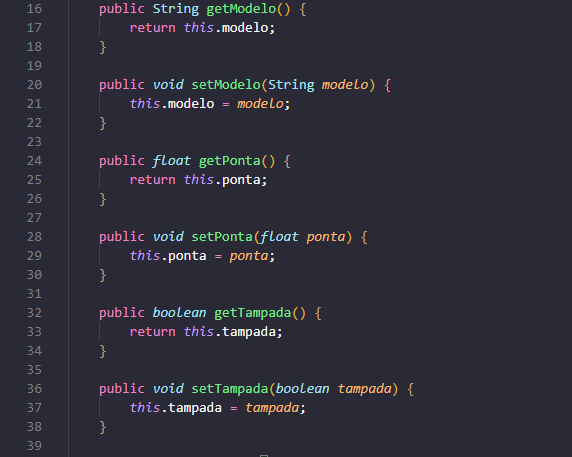 16 public String getModelo() {
17 return this.modelo;
18 }
19
20 public void setModelo(String modelo) {
21 this.modelo = modelo;
22 }
23
24 public float getPonta() {
25 return this.ponta;
26 }
27
28 public void setPonta(float ponta) {
29 this.ponta = ponta;
30 }
31
32 public boolean getTampada() {
33 return this.tampada;
34 }
35
36 public void setTampada(boolean tampada) {
37 this.tampada = tampada;
38 }
39